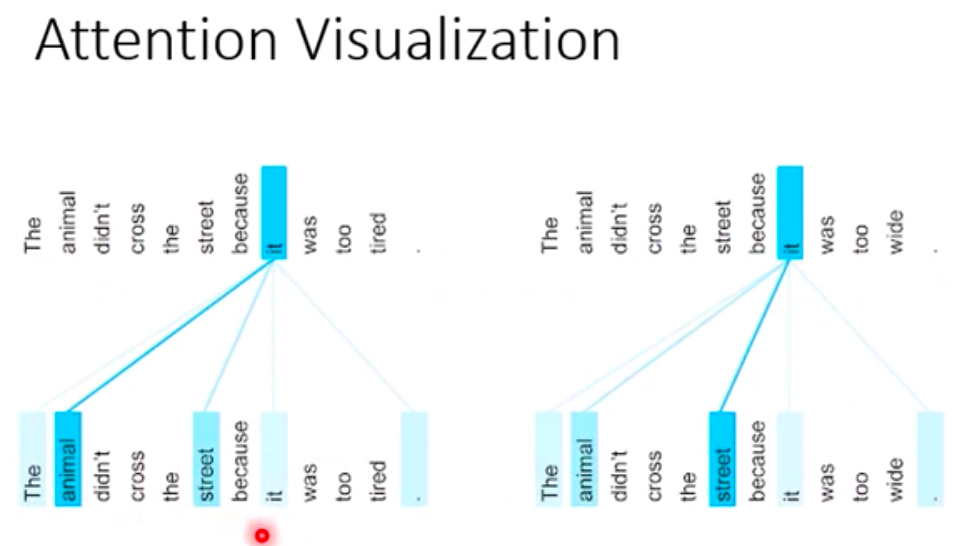 Attention Visualization
The animal didn't cross the street because it was too tired .
The animal didn't cross the street because it was too wide .
The animal didn't cross the street because it was too tired .
The animal didn't cross the street because it was too wide .